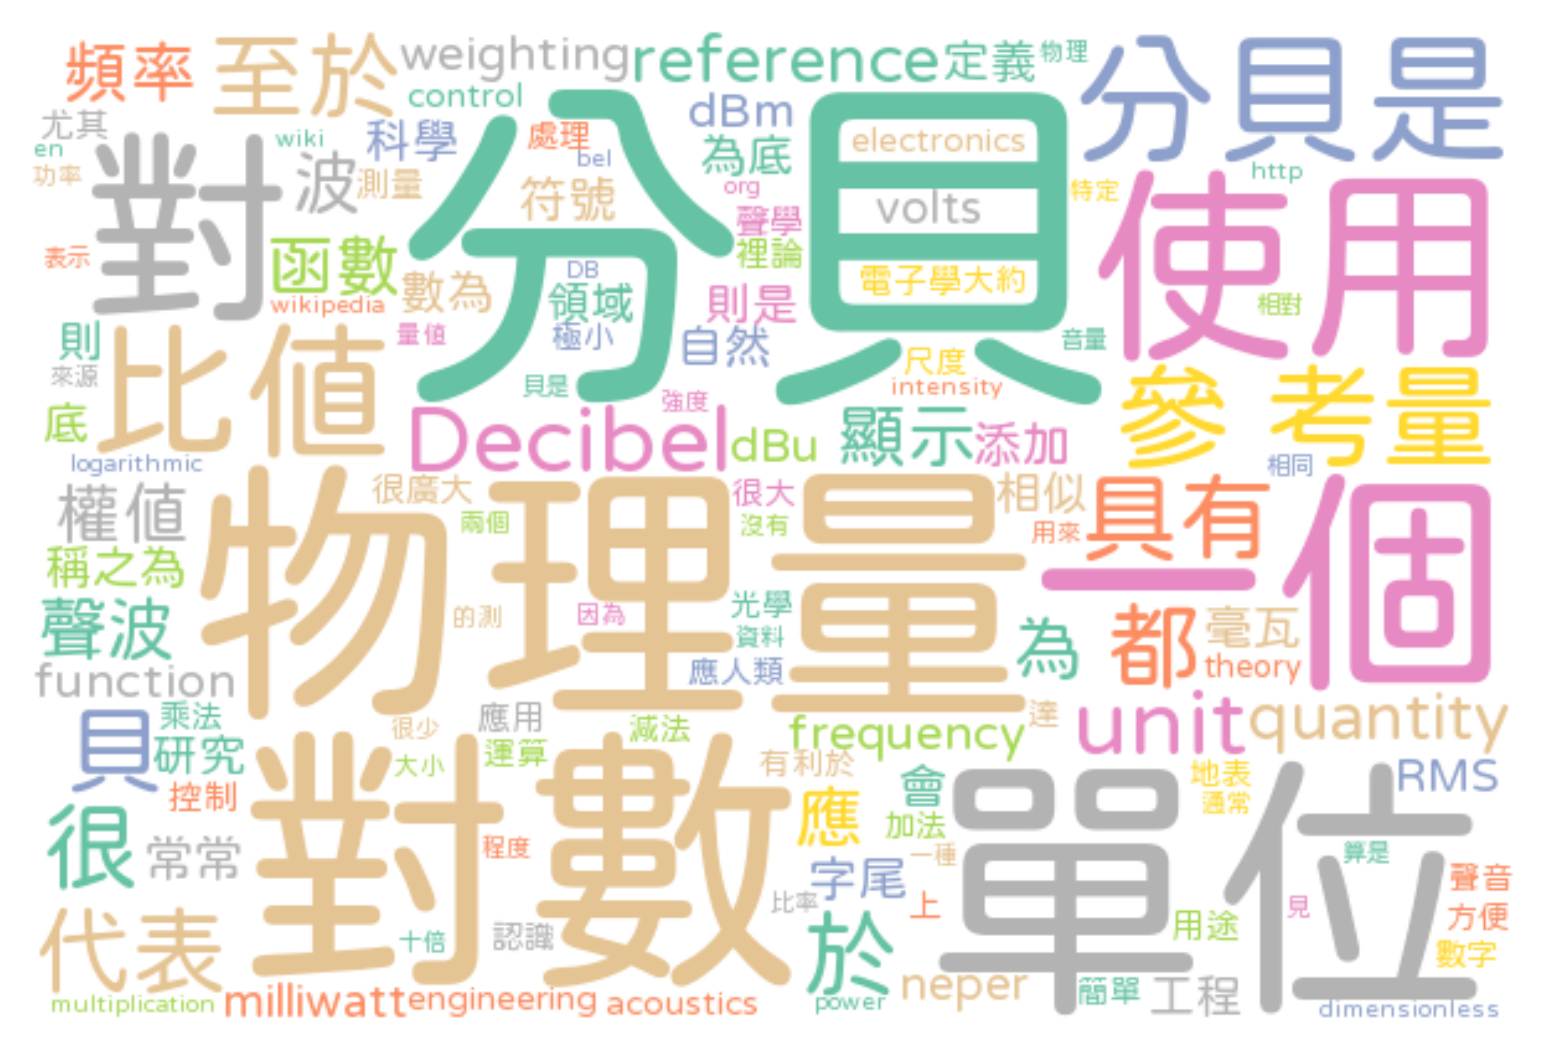 頻率
至於
weighting
reference
定義
物理
分貝是
control
dBm
尤其
wiki
科學
處理
bel
為底
electronics
en
功率
對
波
測量
符號
org
volts
特定
http
分貝
使用
聲學
裡論
表示
函數
wikipedia
數為
DB
領域
電子學大約
相對
則是
則
比值
量值
極小
自然
尺度
音量
來源
貝是
強度
intensity
參考量
底
Decibel
dBu
顯示
添加
相同
logarithmic
權值
很廣大
兩個
很大
沒有
相似
用來
具有
一個
物理量
稱之為
聲波
的測
因為
光學
資料
為
都
毫瓦
theory
應人類
function
貝
乘法
很少
應用
減法
frequency
達
unit
quantity
研究
大小
運算
有利於
會
地表
通常
RMS
控制
對數
應
加法
單位
很
常常
程度
字尾
一種
算是
聲音
比率
上
見
方便
代表
十倍
認識
於
用途
數字
multiplication
milliwatt
engineering
acoustics
power
neper
簡單
工程
dimensionless